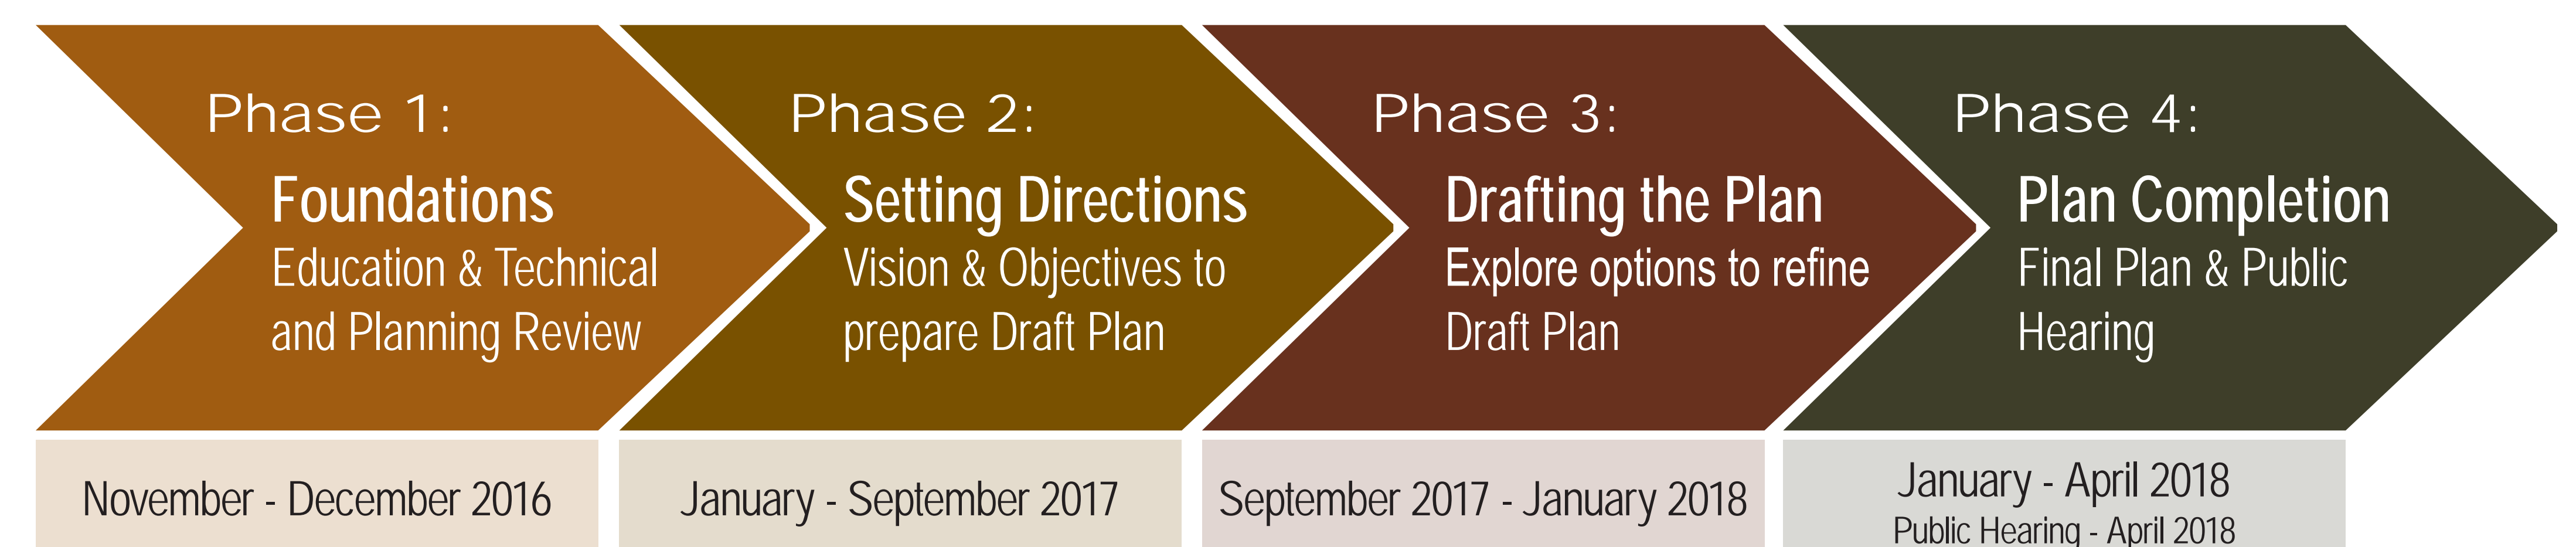 Phase 1:
Foundations
Education & Technical
and Planning Review
November - December 2016
Phase 2:
Setting Directions
Vision & Objectives to
prepare Draft Plan
January - September 2017
Phase 3:
Drafting the Plan
Explore options to refine
Draft Plan
September 2017 - January 2018
Phase 4:
Plan Completion
Final Plan & Public
Hearing
January - April 2018
Public Hearing - April 2018